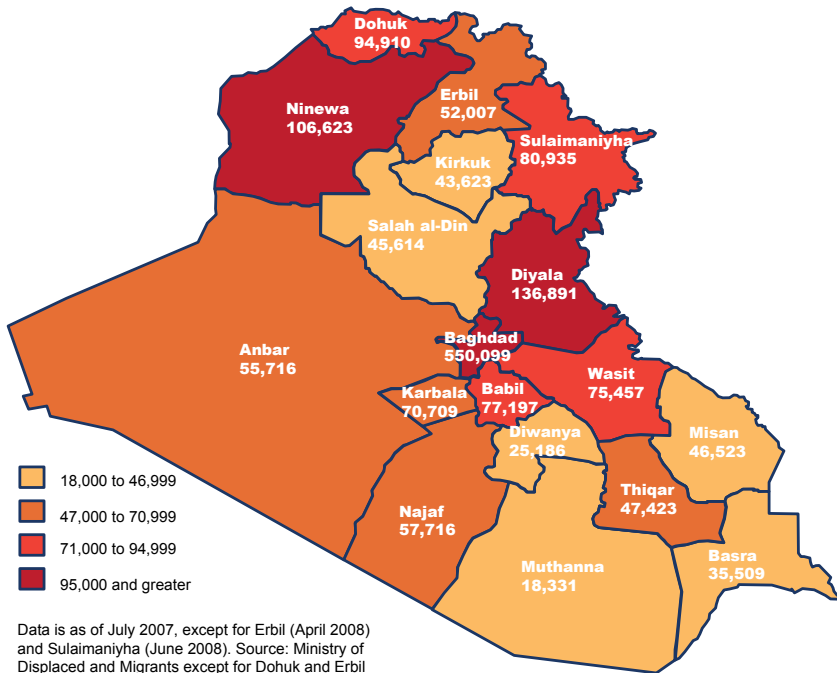 Dohuk
94,910
Ninewa
106,623
Erbil
52,007
Sulaimaniyha
80,935
Kirkuk
43,623
Salah al-Din
45,614
Diyala
136,891
Anbar
55,716
Baghdad
550,099
Karbala
70,709
Babil
77,197
Wasit
75,457
Diwanya
25,186
Misan
46,523
Najaf
57,716
Thiqar
47,423
Muthanna
18,331
Basra
35,509
18,000 to 46,999
47,000 to 70,999
71,000 to 94,999
95,000 and greater
Data is as of July 2007, except for Erbil (April 2008)
and Sulaimaniyha (June 2008). Source: Ministry of
Displaced and Migrants except for Dohuk and Erbil